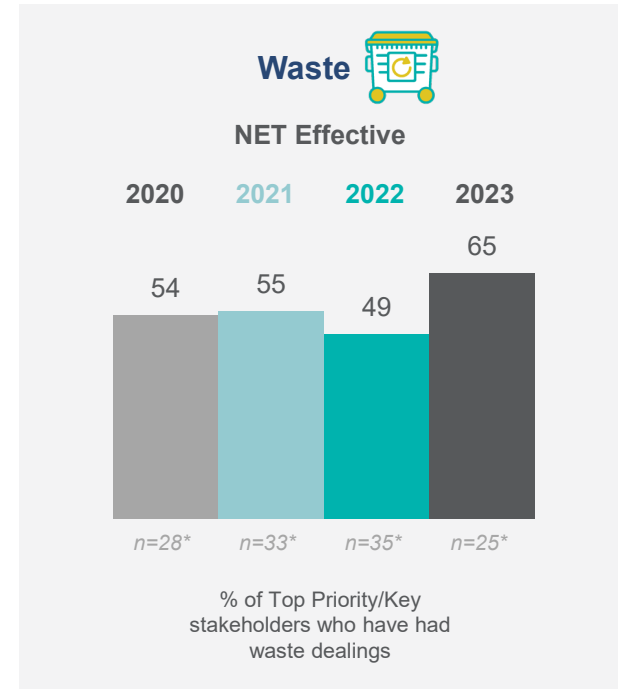 Waste
NET Effective
2020 2021 2022 2023
54 55 49 65
n=28* n=33* n=35* n=25*
% of Top Priority/Key
stakeholders who have had
waste dealings